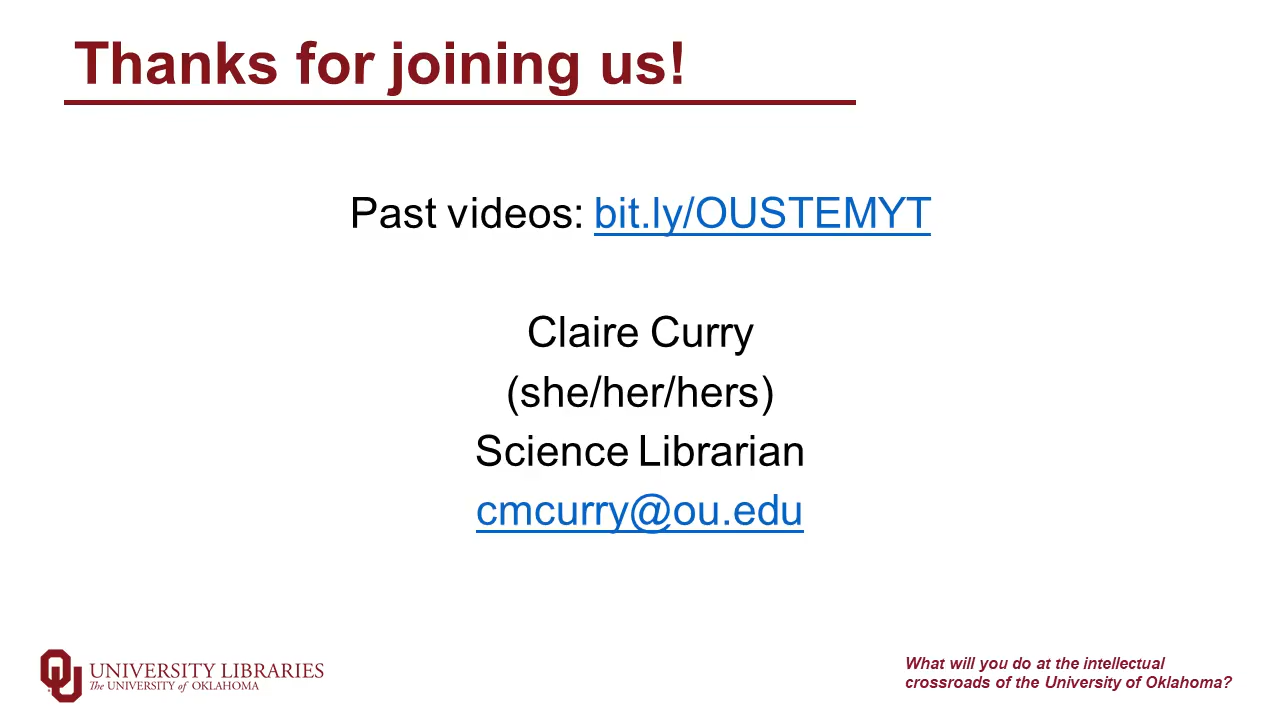 Thanks for joining us!
Past videos: bit.ly/OUSTEMYT
Claire Curry
(she/her/hers)
Science Librarian
cmcurry@ou.edu
OU
UNIVERSITY LIBRARIES
The UNIVERSITY of OKLAHOMA
What will you do at the intellectual
crossroads of the University of Oklahoma?